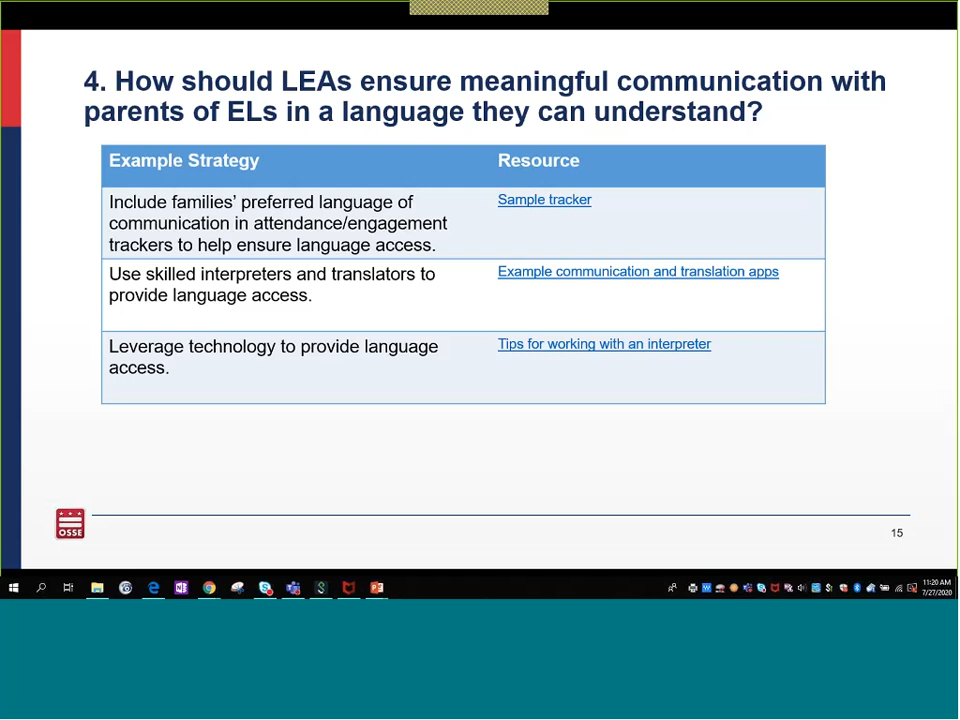 4. How should LEAs ensure meaningful communication with
parents of ELs in a language they can understand?
Example Strategy
Resource
Include families’ preferred language of
communication in attendance/engagement
trackers to help ensure language access.
Sample tracker
Use skilled interpreters and translators to
provide language access.
Example communication and translation apps
Leverage technology to provide language
access.
Tips for working with an interpreter
OSSE
15
11:20 AM
7/27/2020